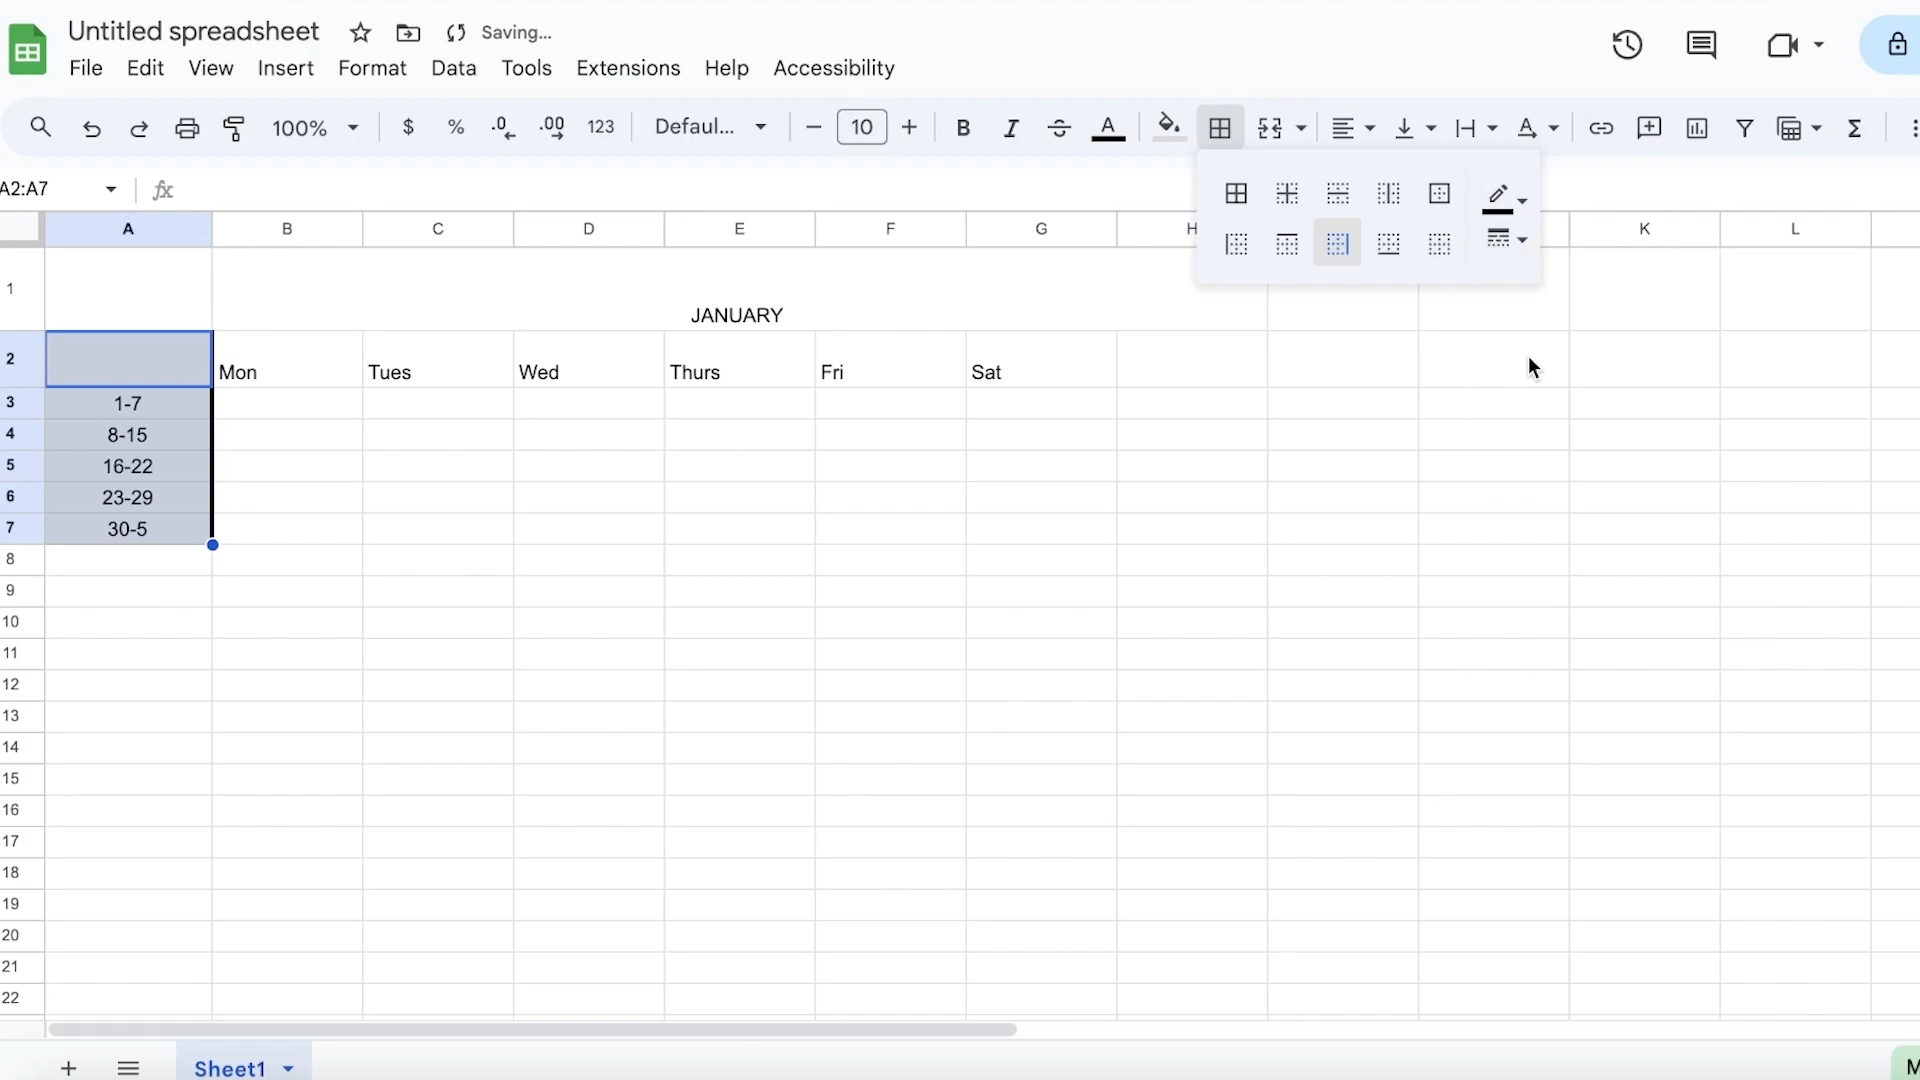 Untitled spreadsheet Saving...
File Edit View Insert Format Data Tools Extensions Help Accessibility
100% $ % .0 .00 123 Defaul... 10 B I A
A2:A7 fx
A B C D E F G H K L
1 JANUARY
2 Mon Tues Wed Thurs Fri Sat
3 1-7
4 8-15
5 16-22
6 23-29
7 30-5
8
9
10
11
12
13
14
15
16
17
18
19
20
21
22
Sheet1